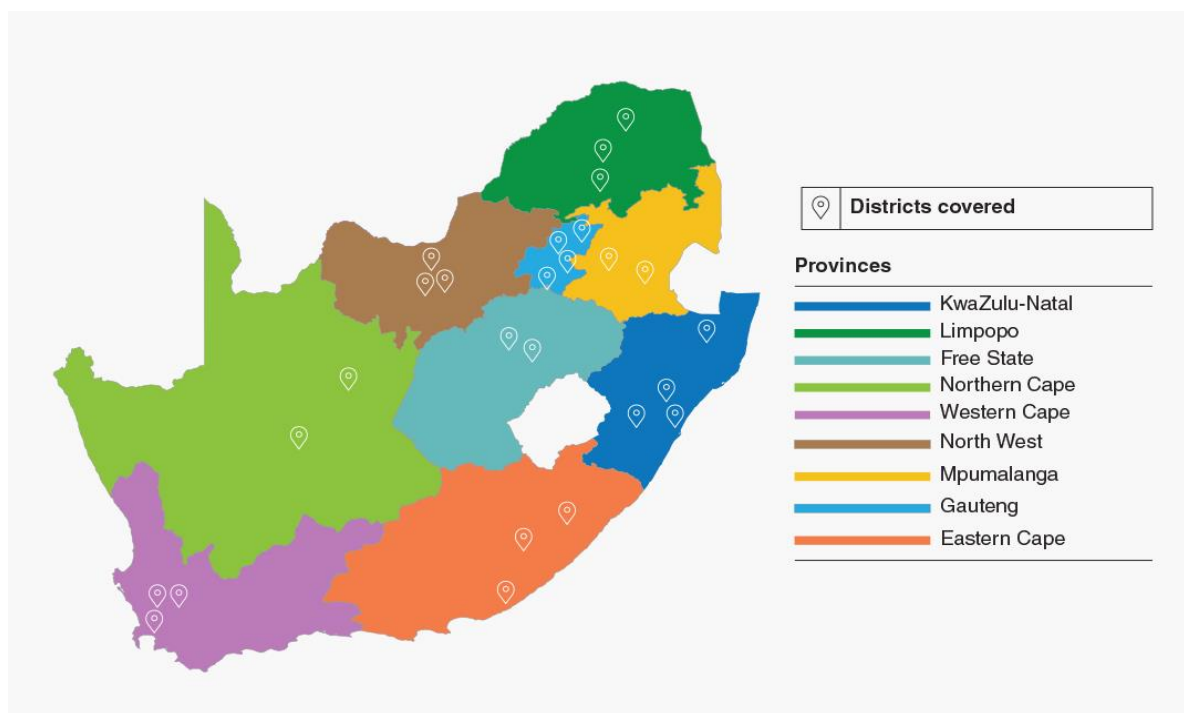 Districts covered
Provinces
KwaZulu-Natal
Limpopo
Free State
Northern Cape
Western Cape
North West
Mpumalanga
Gauteng
Eastern Cape